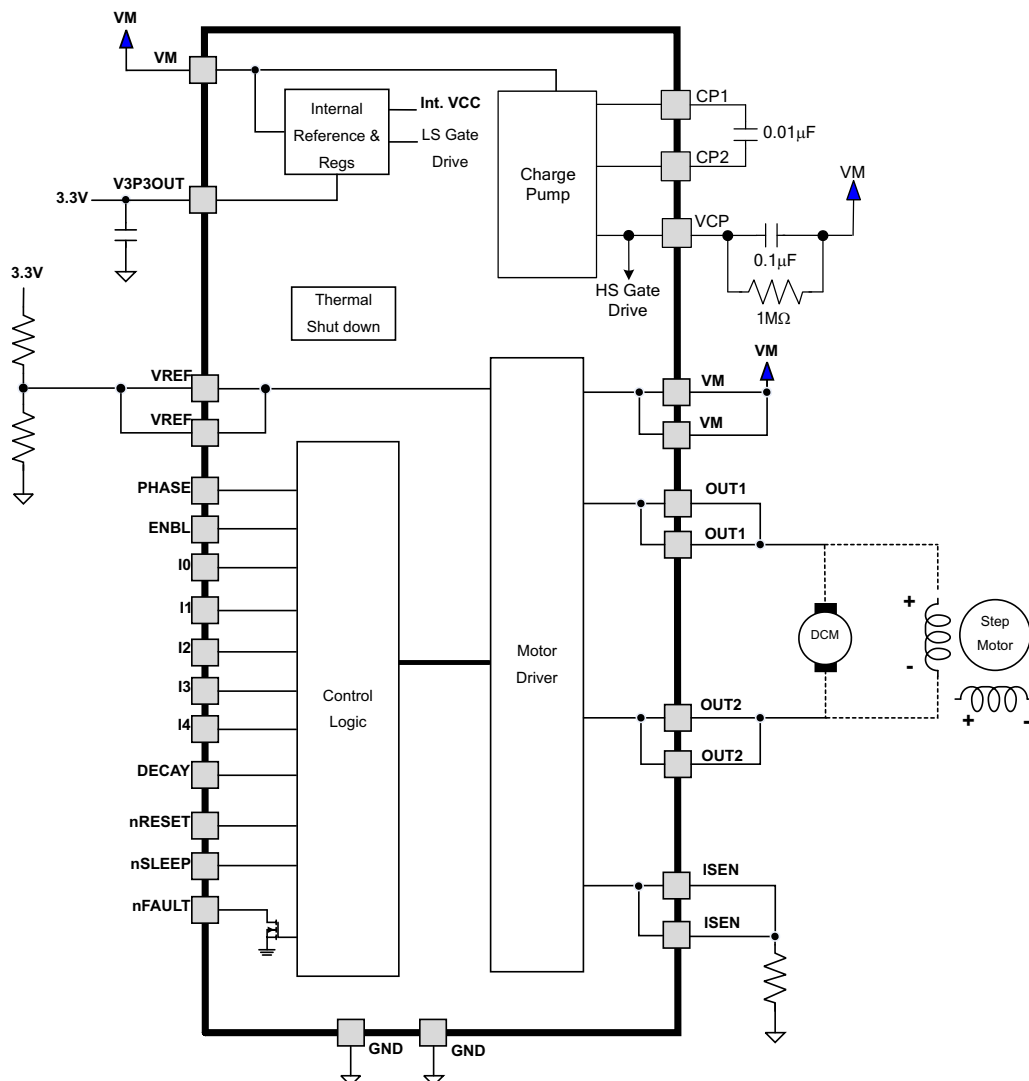 VM
VM
Internal
Reference &
Regs
Int. VCC
LS Gate
Drive
V3P3OUT
3.3V
3.3V
Charge
Pump
CP1
0.01μF
CP2
VM
VCP
0.1μF
1MΩ
HS Gate
Drive
Thermal
Shut down
VREF
VREF
VM
VM
VM
PHASE
ENBL
I0
I1
I2
I3
I4
DECAY
nRESET
nSLEEP
nFAULT
Control
Logic
Motor
Driver
OUT1
OUT1
DCM
+
-
Step
Motor
+
-
OUT2
OUT2
ISEN
ISEN
GND
GND